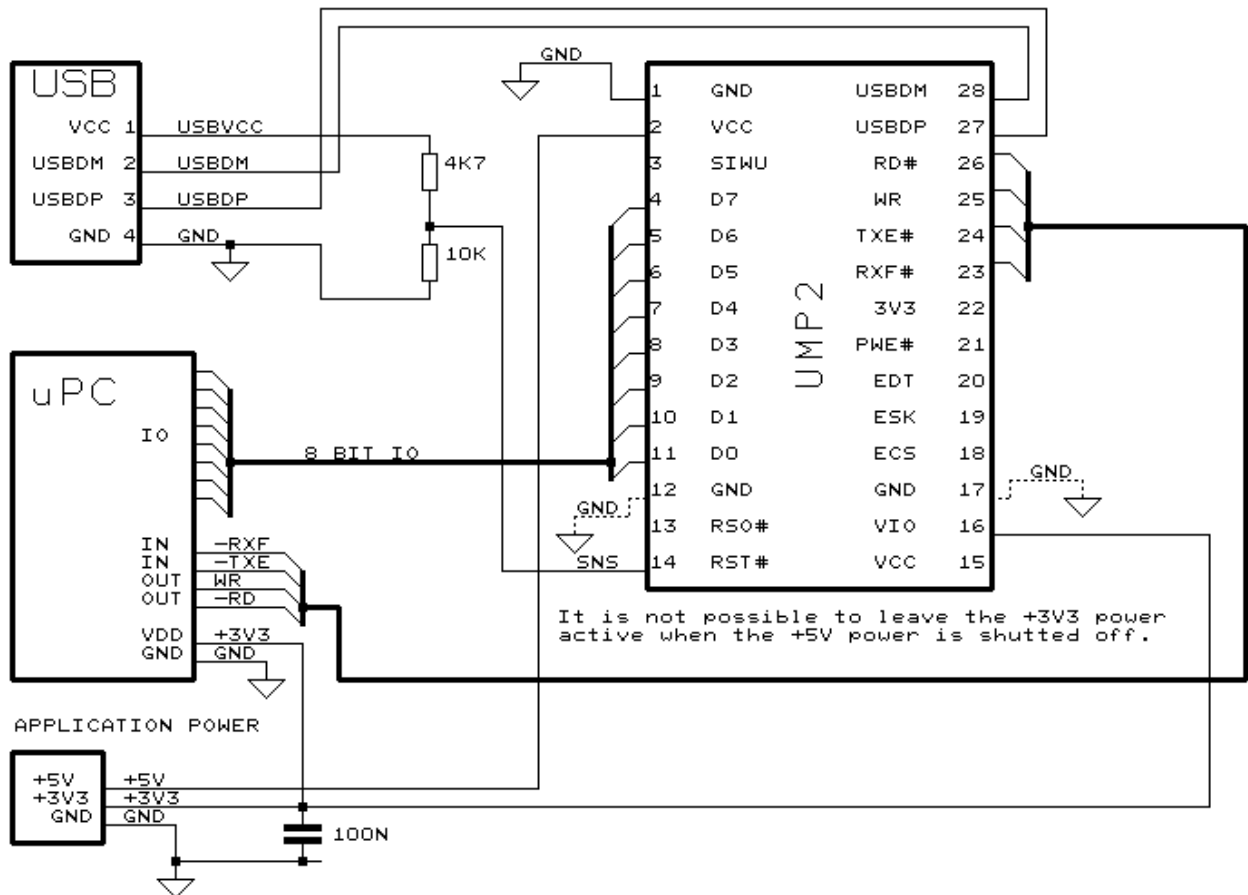 USB
VCC 1 USBVCC
USBDM 2 USBDM
USBDP 3 USBDP
GND 4 GND
4K7
10K
GND
1 GND USBDM 28
2 VCC USBDP 27
3 SIWU RD# 26
4 D7 WR 25
5 D6 TXE# 24
6 D5 RXF# 23
7 D4 3V3 22
8 D3 PWE# 21
9 D2 EDT 20
10 D1 ESK 19
11 D0 ECS 18
12 GND GND 17
13 RSO# VIO 16
14 RST# VCC 15
UMP2
GND
GND
SNS
uPC
IO
8 BIT IO
IN -RXF
IN -TXE
OUT WR
OUT -RD
VDD +3V3
GND GND
It is not possible to leave the +3V3 power
active when the +5V power is shutted off.
APPLICATION POWER
+5V +5V
+3V3 +3V3
GND GND
100N